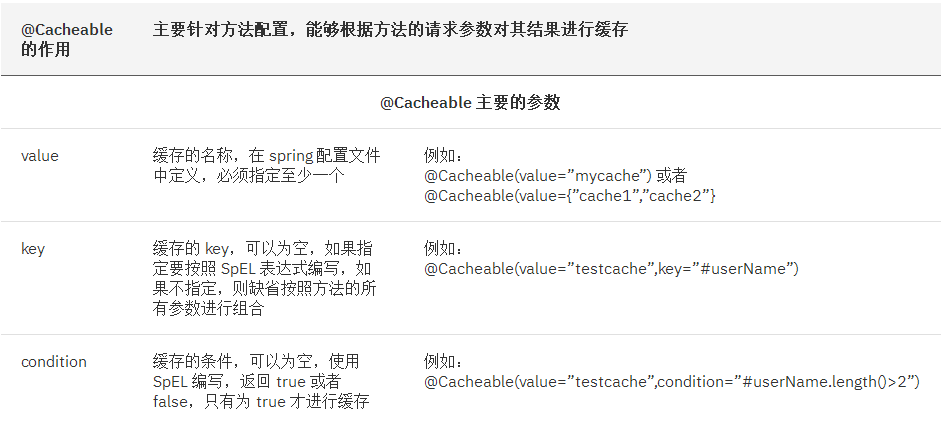 @Cacheable 主要针对方法配置，能够根据方法的请求参数对其结果进行缓存
的作用
@Cacheable 主要的参数
value 缓存的名称，在 spring 配置文件 例如：
中定义，必须指定至少一个 @Cacheable(value=”mycache”) 或者
@Cacheable(value={”cache1”,”cache2”}
key 缓存的 key，可以为空，如果指 例如：
定要按照 SpEL 表达式编写，如 @Cacheable(value=”testcache”,key=”#userName”)
果不指定，则缺省按照方法的所
有参数进行组合
condition 缓存的条件，可以为空，使用 例如：
SpEL 编写，返回 true 或者 @Cacheable(value=”testcache”,condition=”#userName.length()>2”)
false，只有为 true 才进行缓存